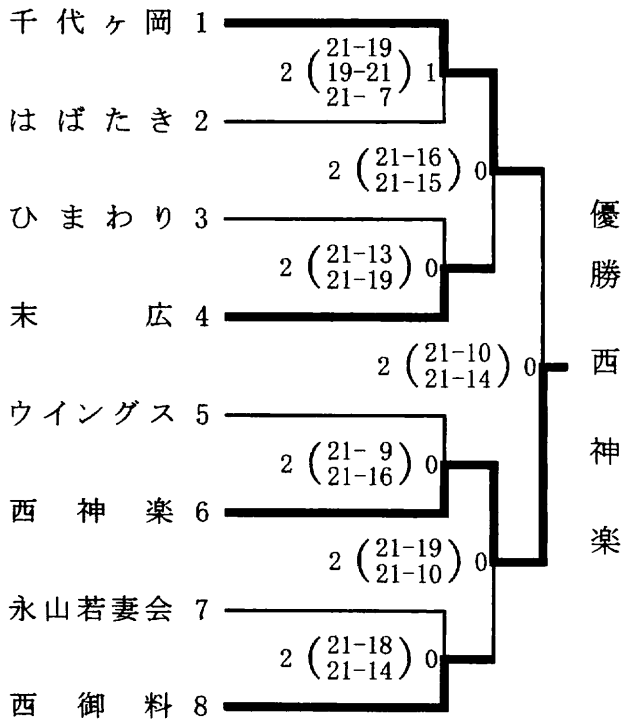 千代ヶ岡 1
2 (21-19 19-21 21- 7) 1
はばたき 2
2 (21-16 21-15) 0
ひまわり 3
2 (21-13 21-19) 0
末広 4
2 (21-10 21-14) 0
ウイングス 5
2 (21- 9 21-16) 0
西神楽 6
2 (21-19 21-10) 0
永山若妻会 7
2 (21-18 21-14) 0
西御料 8
優勝西神楽